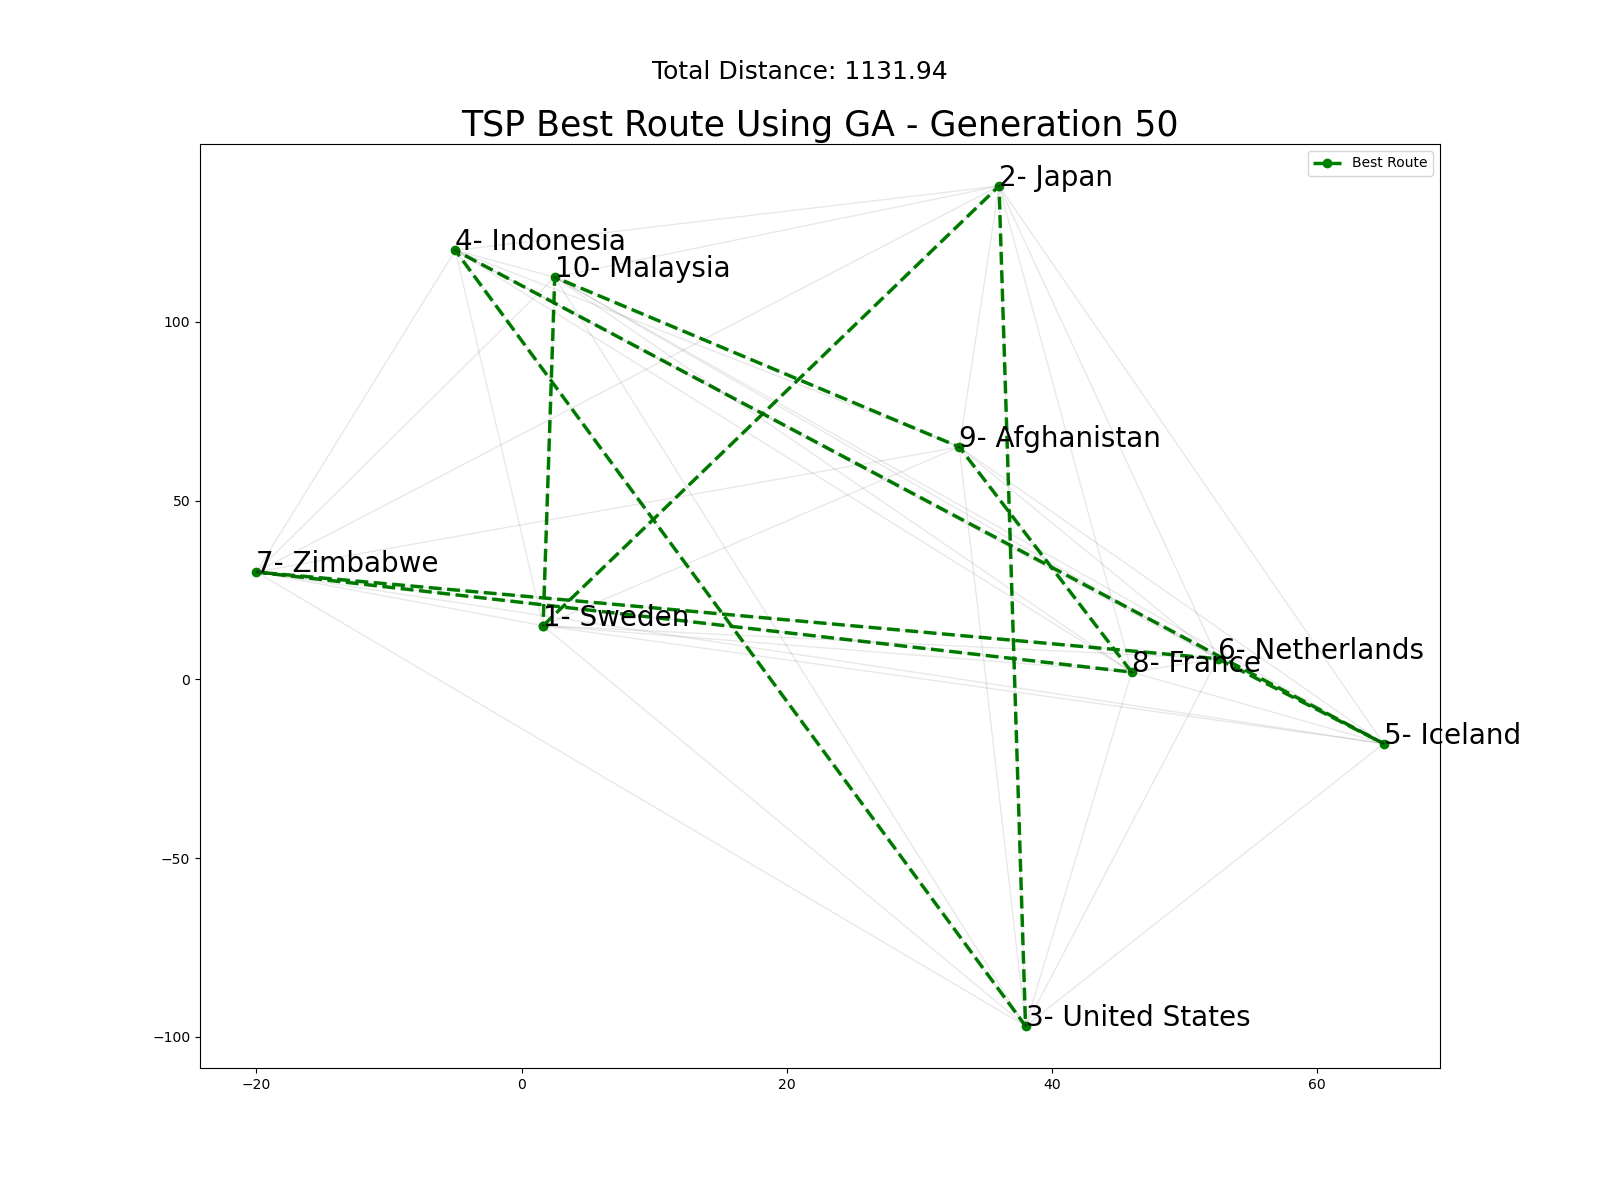 Total Distance: 1131.94
TSP Best Route Using GA - Generation 50
Best Route
2- Japan
4- Indonesia
10- Malaysia
100
9- Afghanistan
50
7- Zimbabwe
1- Sweden
6- Netherlands
8- France
0
5- Iceland
−50
3- United States
−100
−20 0 20 40 60